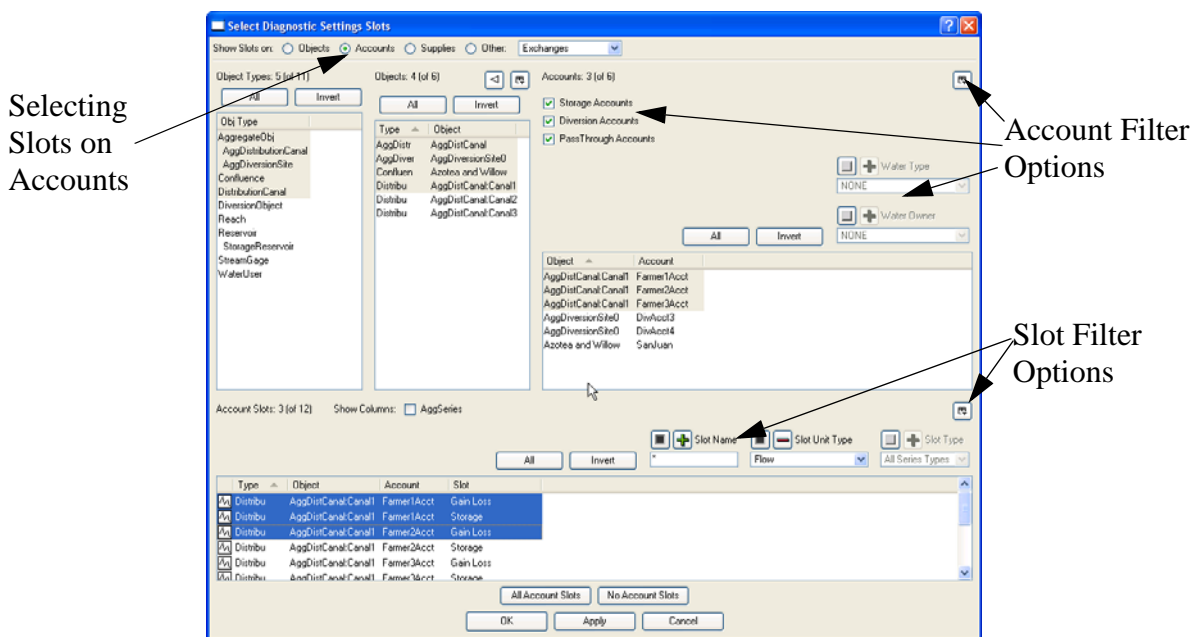 Select Diagnostic Settings Slots
Show Slots on: Objects Accounts Supplies Other: Exchanges
Object Types: 5 (of 11) Objects: 4 (of 6) Accounts: 3 (of 6)
All Invert All Invert
Storage Accounts
Diversion Accounts
PassThrough Accounts
Selecting
Slots on
Accounts
Account Filter
Options
Obj Type
AggregateObj
AggDistributionCanal
AggDiversionSite
Confluence
DistributionCanal
DiversionObject
Reach
Reservoir
StorageReservoir
StreamGage
WaterUser
Type Object
AggDistr AggDistCanal
AggDiver AggDiversionSite0
Confluen Azotea and Willow
Distribu AggDistCanal:Canal1
Distribu AggDistCanal:Canal2
Distribu AggDistCanal:Canal3
Water Type
NONE
Water Owner
All Invert NONE
Object Account
AggDistCanal:Canal1 Farmer1Acct
AggDistCanal:Canal1 Farmer2Acct
AggDistCanal:Canal1 Farmer3Acct
AggDiversionSite0 DivAcct3
AggDiversionSite0 DivAcct4
Azotea and Willow SanJuan
Slot Filter
Options
Account Slots: 3 (of 12) Show Columns: AggSeries
Slot Name Slot Unit Type Slot Type
All Invert * Flow All Series Types
Type Object Account Slot
Distribu AggDistCanal:Canal1 Farmer1Acct Gain Loss
Distribu AggDistCanal:Canal1 Farmer1Acct Storage
Distribu AggDistCanal:Canal1 Farmer2Acct Gain Loss
Distribu AggDistCanal:Canal1 Farmer2Acct Storage
Distribu AggDistCanal:Canal1 Farmer3Acct Gain Loss
Distribu AggDistCanal:Canal1 Farmer3Acct Storage
All Account Slots No Account Slots
OK Apply Cancel